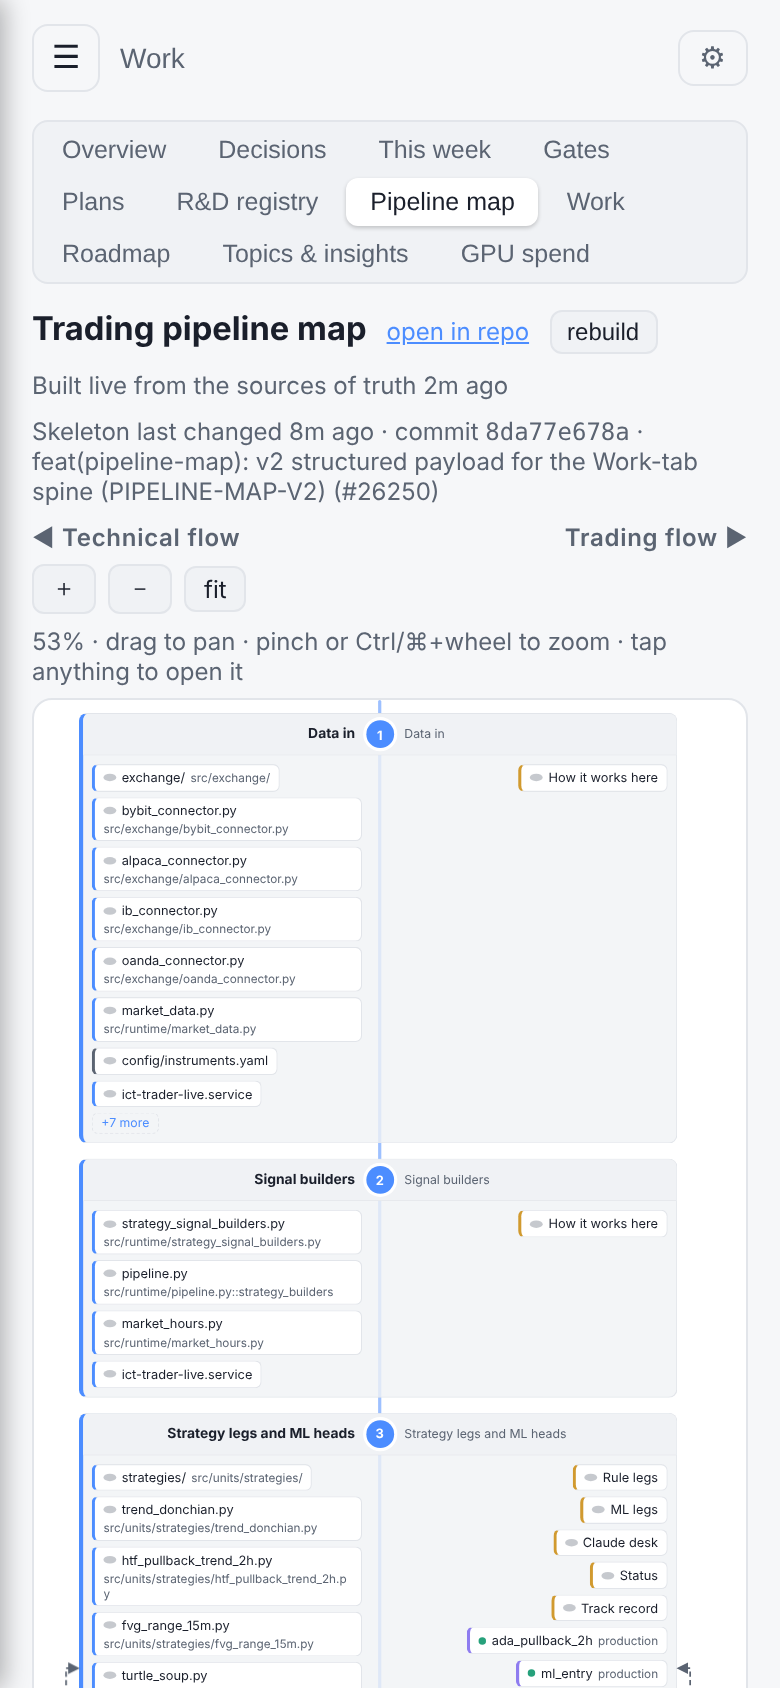 ☰ Work ⚙
Overview Decisions This week Gates
Plans R&D registry Pipeline map Work
Roadmap Topics & insights GPU spend
Trading pipeline map open in repo rebuild
Built live from the sources of truth 2m ago
Skeleton last changed 8m ago · commit 8da77e678a ·
feat(pipeline-map): v2 structured payload for the Work-tab
spine (PIPELINE-MAP-V2) (#26250)
◀ Technical flow Trading flow ▶
+ − fit
53% · drag to pan · pinch or Ctrl/⌘+wheel to zoom · tap
anything to open it
Data in 1 Data in
exchange/ src/exchange/
How it works here
bybit_connector.py
src/exchange/bybit_connector.py
alpaca_connector.py
src/exchange/alpaca_connector.py
ib_connector.py
src/exchange/ib_connector.py
oanda_connector.py
src/exchange/oanda_connector.py
market_data.py
src/runtime/market_data.py
config/instruments.yaml
ict-trader-live.service
+7 more
Signal builders 2 Signal builders
strategy_signal_builders.py
src/runtime/strategy_signal_builders.py
How it works here
pipeline.py
src/runtime/pipeline.py::strategy_builders
market_hours.py
src/runtime/market_hours.py
ict-trader-live.service
Strategy legs and ML heads 3 Strategy legs and ML heads
strategies/ src/units/strategies/
trend_donchian.py
src/units/strategies/trend_donchian.py
htf_pullback_trend_2h.py
src/units/strategies/htf_pullback_trend_2h.p
y
fvg_range_15m.py
src/units/strategies/fvg_range_15m.py
turtle_soup.py
Rule legs
ML legs
Claude desk
Status
Track record
ada_pullback_2h production
ml_entry production